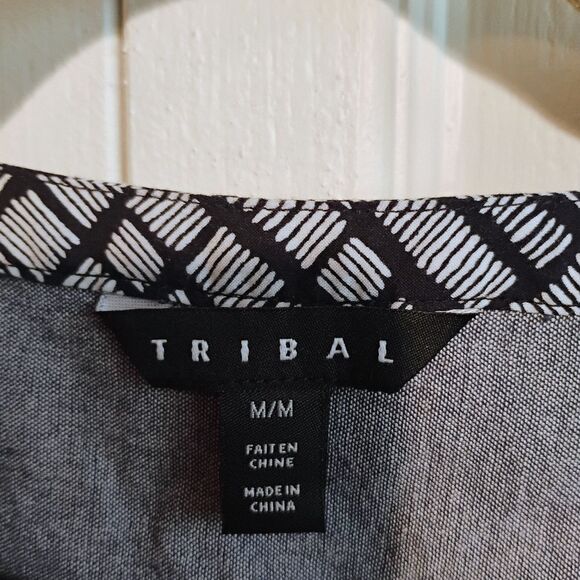 TRIBAL
M/M
FAIT EN
CHINE
MADE IN
CHINA